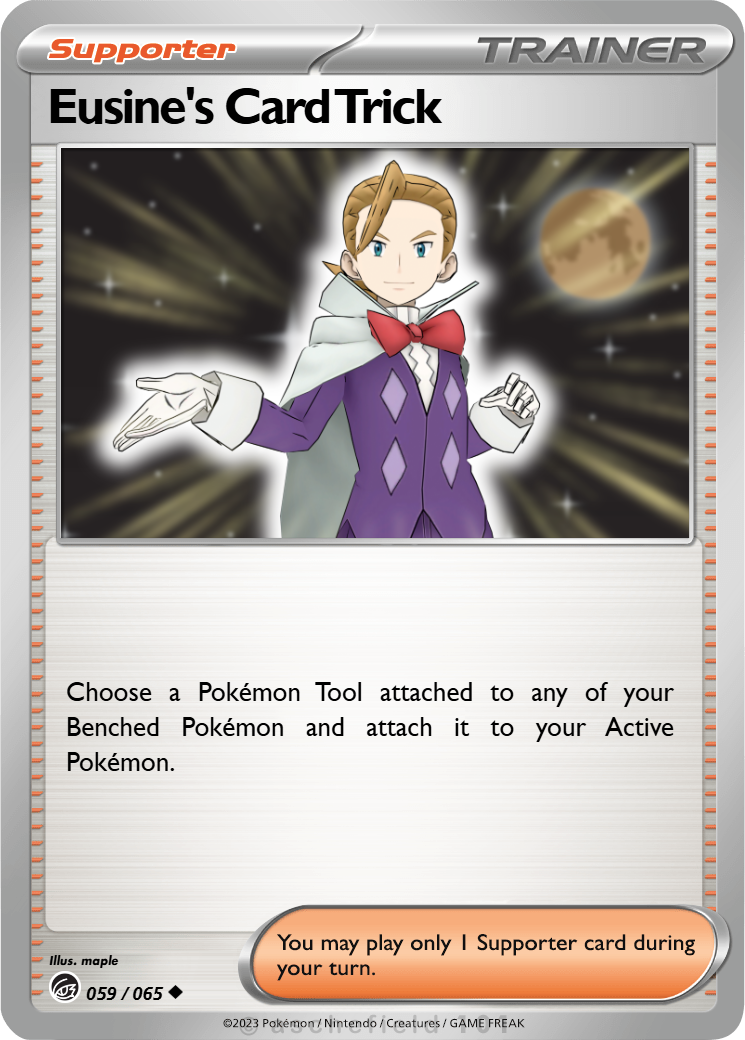 Supporter
TRAINER
Eusine's Card Trick
Choose a Pokémon Tool attached to any of your
Benched Pokémon and attach it to your Active
Pokémon.
You may play only 1 Supporter card during
your turn.
Illus. maple
059 / 065 ◆
©2023 Pokémon / Nintendo / Creatures / GAME FREAK